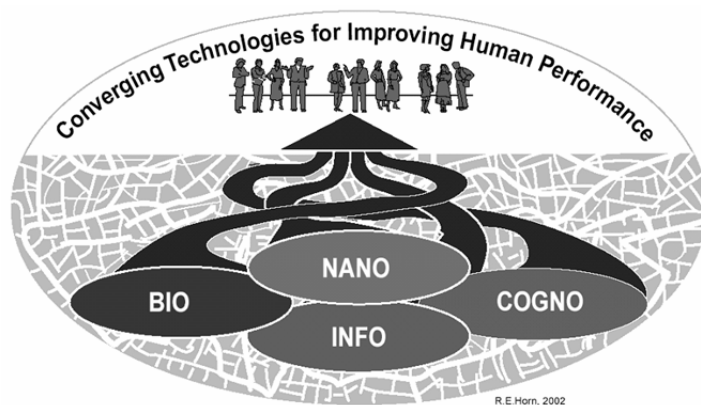 Converging Technologies for Improving Human Performance
NANO
BIO
COGNO
INFO
R.E.Horn, 2002